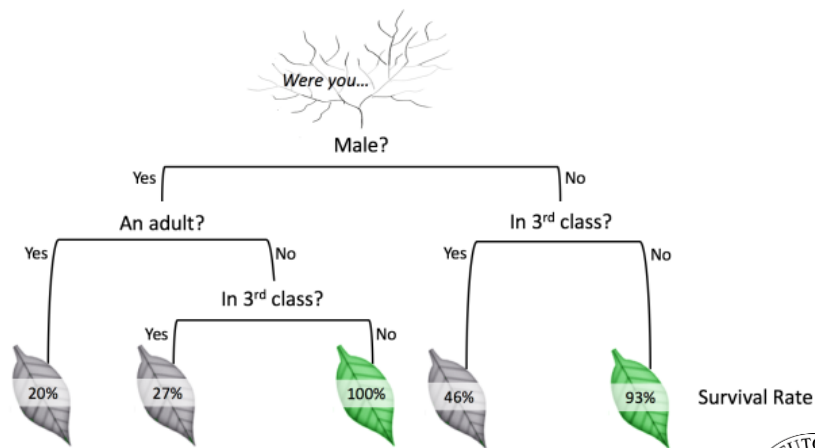 Were you...
Male?
Yes
No
An adult?
In 3rd class?
Yes
No
Yes
No
In 3rd class?
Yes
No
20%
27%
100%
46%
93%
Survival Rate